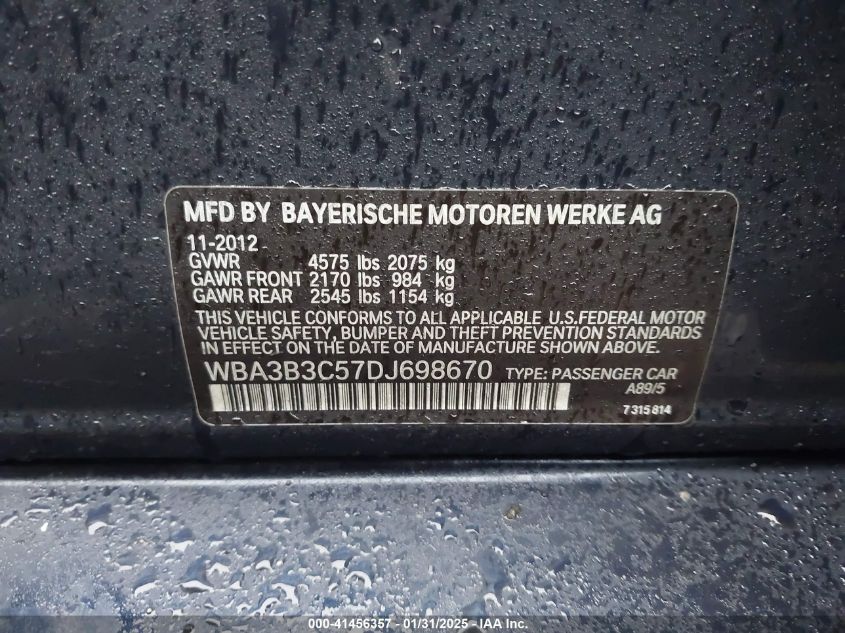 MFD BY BAYERISCHE MOTOREN WERKE AG
11-2012
GVWR 4575 lbs 2075 kg
GAWR FRONT 2170 lbs 984 kg
GAWR REAR 2545 lbs 1154 kg
THIS VEHICLE CONFORMS TO ALL APPLICABLE U.S.FEDERAL MOTOR
VEHICLE SAFETY, BUMPER AND THEFT PREVENTION STANDARDS
IN EFFECT ON THE DATE OF MANUFACTURE SHOWN ABOVE.
WBA3B3C57DJ698670 TYPE: PASSENGER CAR
A89/5
7315814
000-41456357 - 01/31/2025 - IAA, Inc.